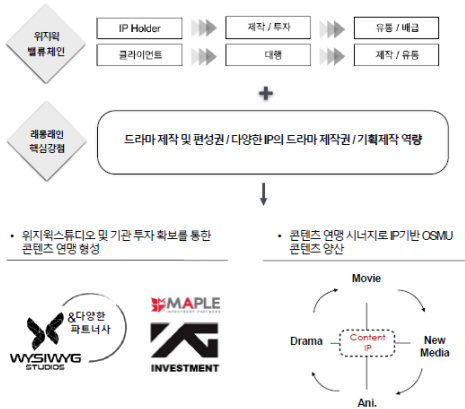 위지윅
밸류체인
IP Holder
제작 / 투자
유통 / 배급
클라이언트
대행
제작 / 유통
래몽래인
핵심강점
드라마 제작 및 편성권 / 다양한 IP의 드라마 제작권 / 기획제작 역량
• 위지윅스튜디오 및 기관 투자 확보를 통한
콘텐츠 연맹 형성
• 콘텐츠 연맹 시너지로 IP기반 OSMU
콘텐츠 양산
&다양한
파트너사
WYSIWYG
STUDIOS
MAPLE
INVESTMENT PARTNERS
YG
INVESTMENT
Movie
Drama
Content
IP
New
Media
Ani.